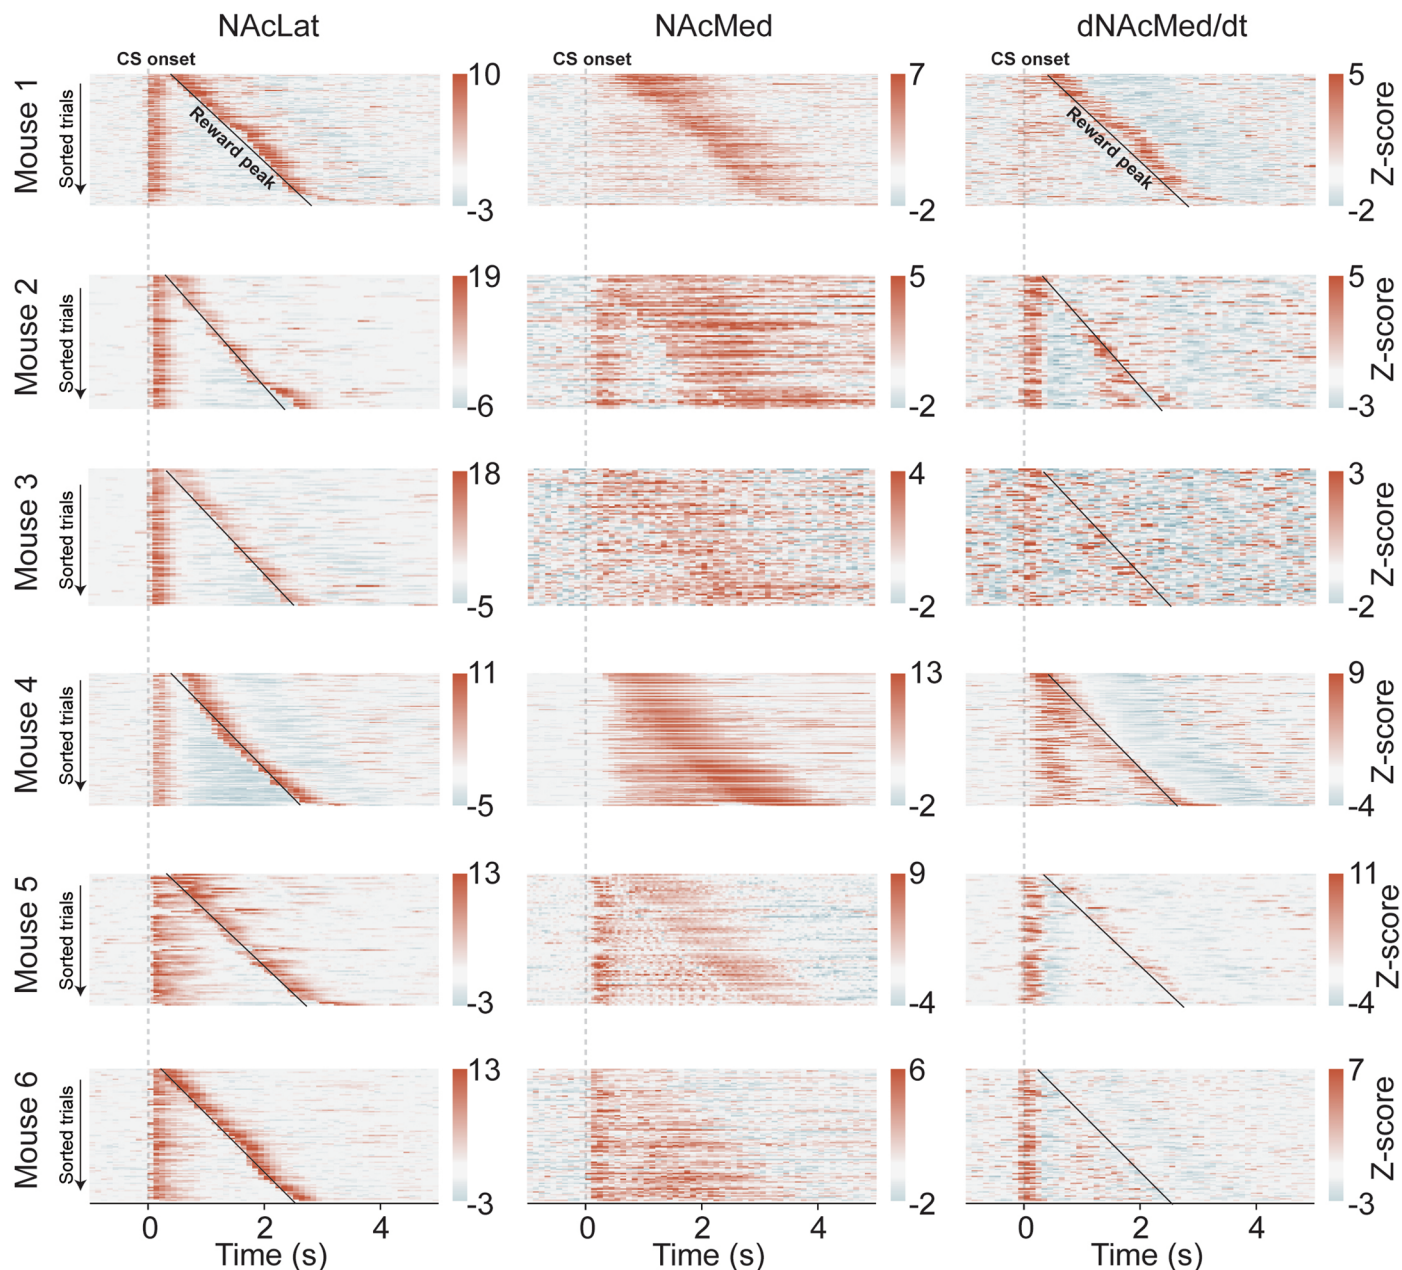 NAcLat NAcMed dNAcMed/dt
CS onset CS onset CS onset
Mouse 1
Sorted trials
Reward peak
10
-3
7
-2
Reward peak
5
-2
Z-score
Mouse 2
Sorted trials
19
-6
5
-2
5
-3
Z-score
Mouse 3
Sorted trials
18
-5
4
-2
3
-2
Z-score
Mouse 4
Sorted trials
11
-5
13
-2
9
-4
Z-score
Mouse 5
Sorted trials
13
-3
9
-4
11
-4
Z-score
Mouse 6
Sorted trials
13
-3
6
-2
7
-3
Z-score
0 2 4 0 2 4 0 2 4
Time (s) Time (s) Time (s)